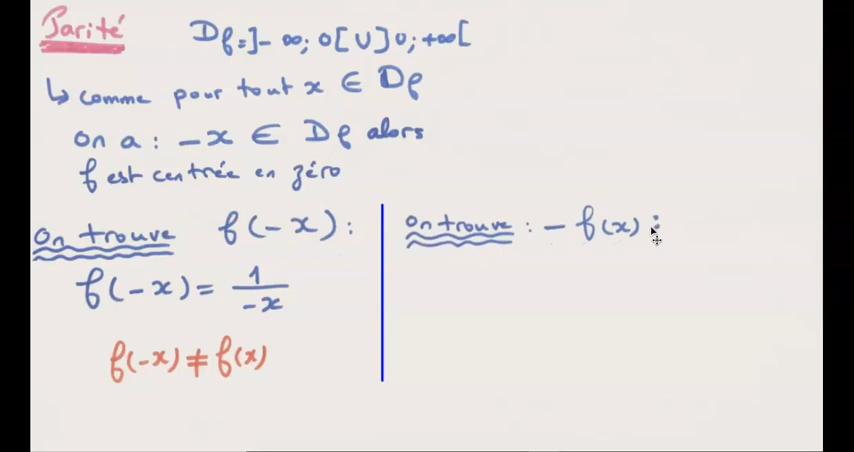 Parité
Df=]-∞; 0[ U ]0; +∞[
↳ comme pour tout x ∈ Df
on a : -x ∈ Df alors
f est centrée en zéro
On trouve f(-x) :
f(-x) = 1/-x
f(-x) ≠ f(x)
On trouve : - f(x) :